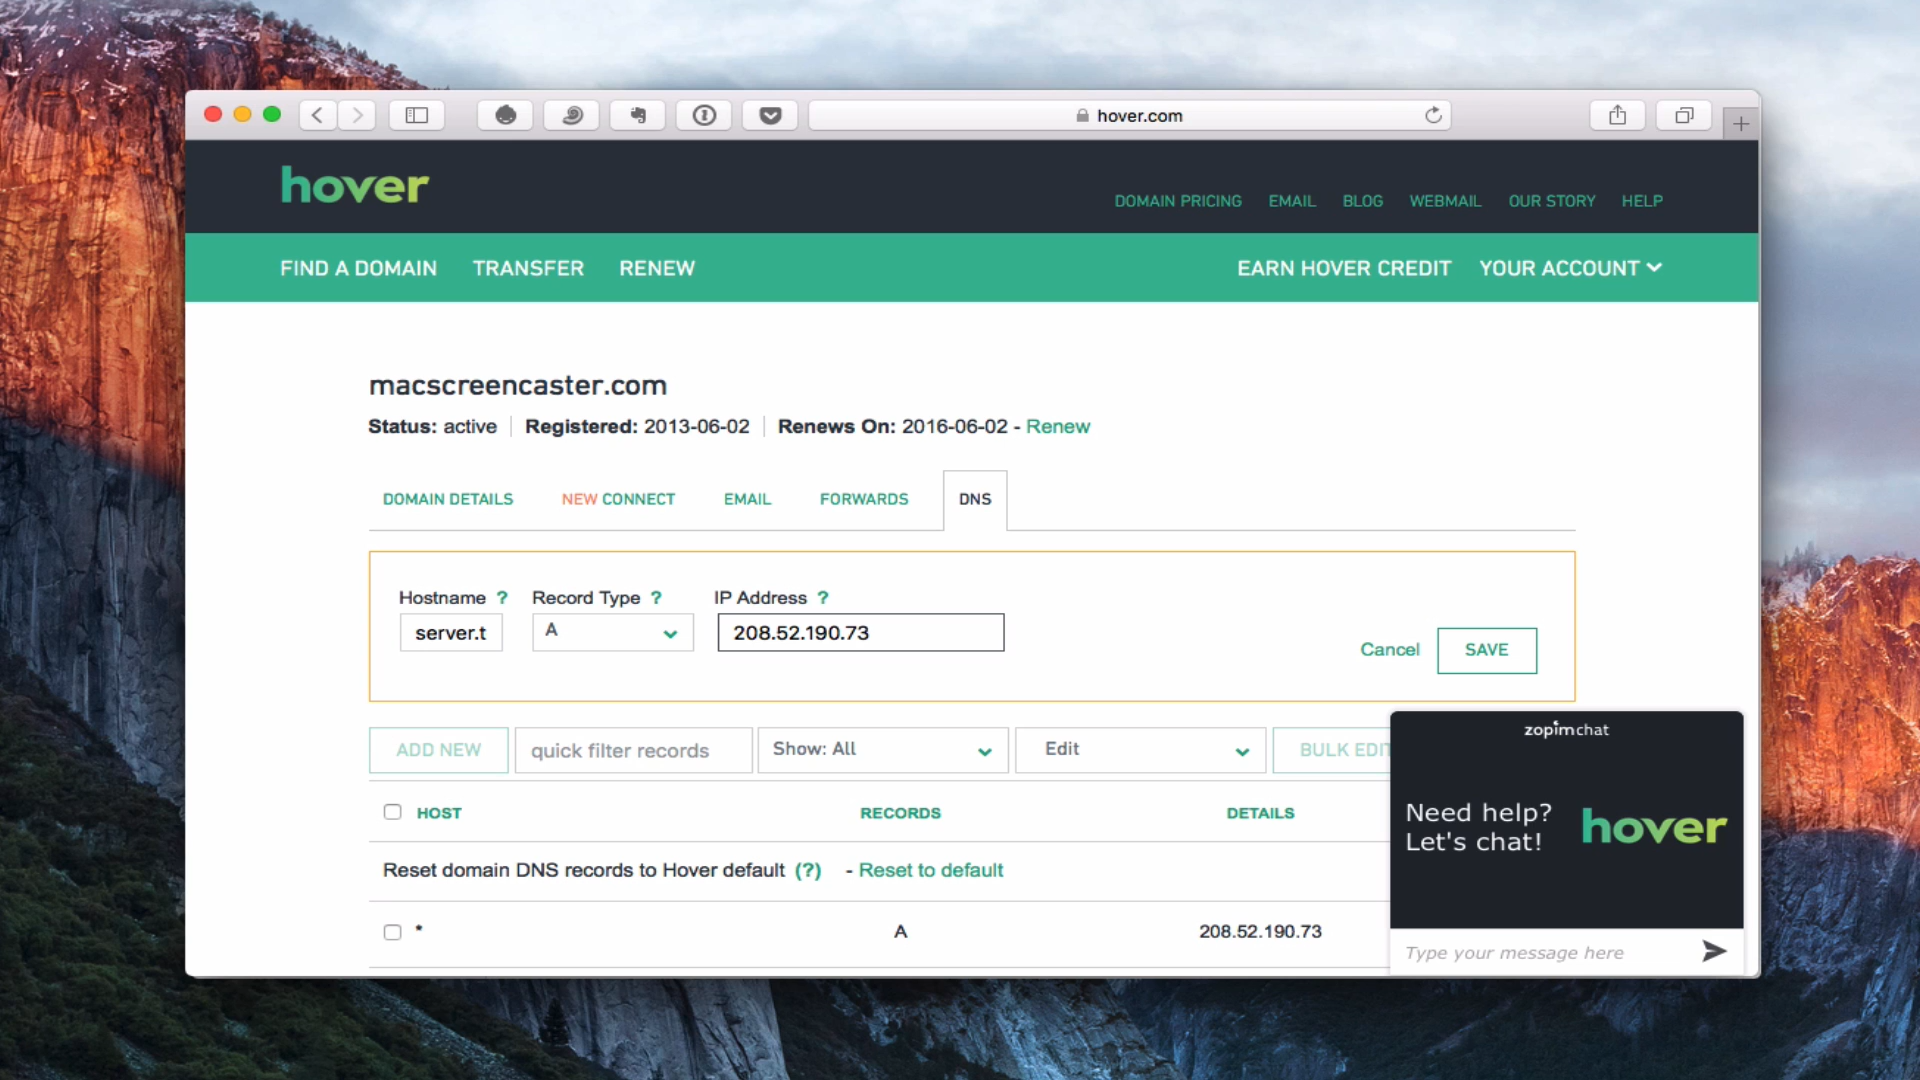 hover.com
hover
DOMAIN PRICING EMAIL BLOG WEBMAIL OUR STORY HELP
FIND A DOMAIN TRANSFER RENEW EARN HOVER CREDIT YOUR ACCOUNT
macscreencaster.com
Status: active Registered: 2013-06-02 Renews On: 2016-06-02 - Renew
DOMAIN DETAILS NEW CONNECT EMAIL FORWARDS DNS
Hostname ? Record Type ? IP Address ?
server.t A 208.52.190.73
Cancel SAVE
ADD NEW quick filter records Show: All Edit BULK EDIT
HOST RECORDS DETAILS
Reset domain DNS records to Hover default (?) - Reset to default
* A 208.52.190.73
zopim chat
Need help?
Let's chat!
hover
Type your message here